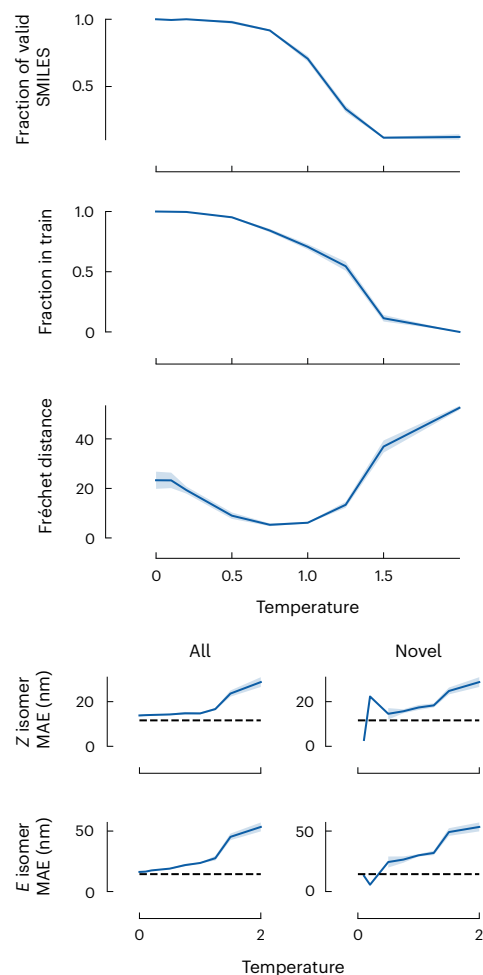 Fraction of valid
SMILES
1.0
0.5
Fraction in train
1.0
0.5
0
Fréchet distance
40
20
0
0 0.5 1.0 1.5
Temperature
All Novel
Z isomer
MAE (nm)
20
0
20
0
E isomer
MAE (nm)
50
0
50
0
0 2 0 2
Temperature